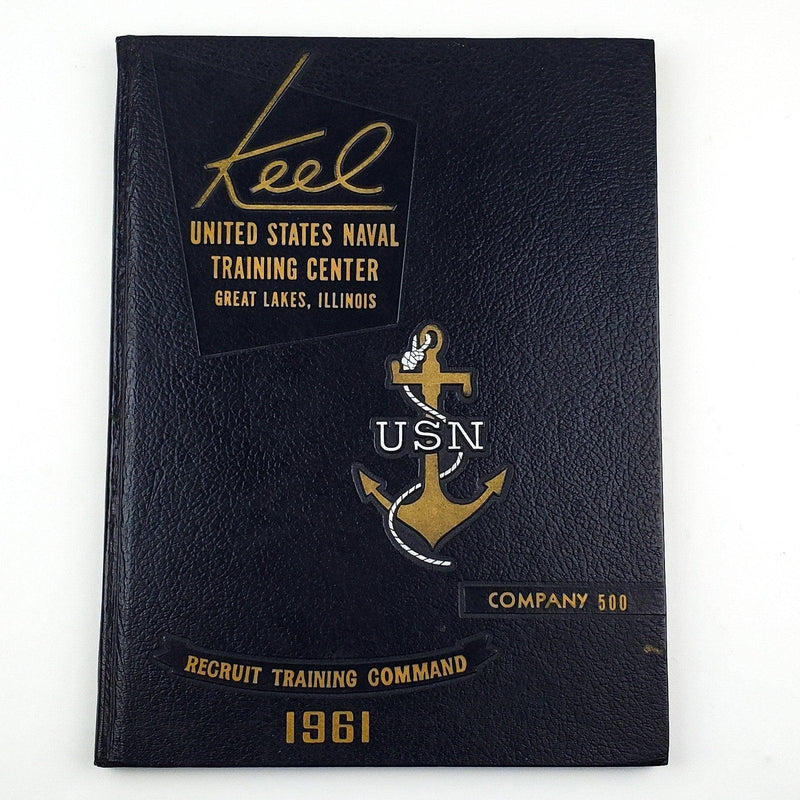 Keel
UNITED STATES NAVAL
TRAINING CENTER
GREAT LAKES, ILLINOIS
USN
COMPANY 500
RECRUIT TRAINING COMMAND
1961